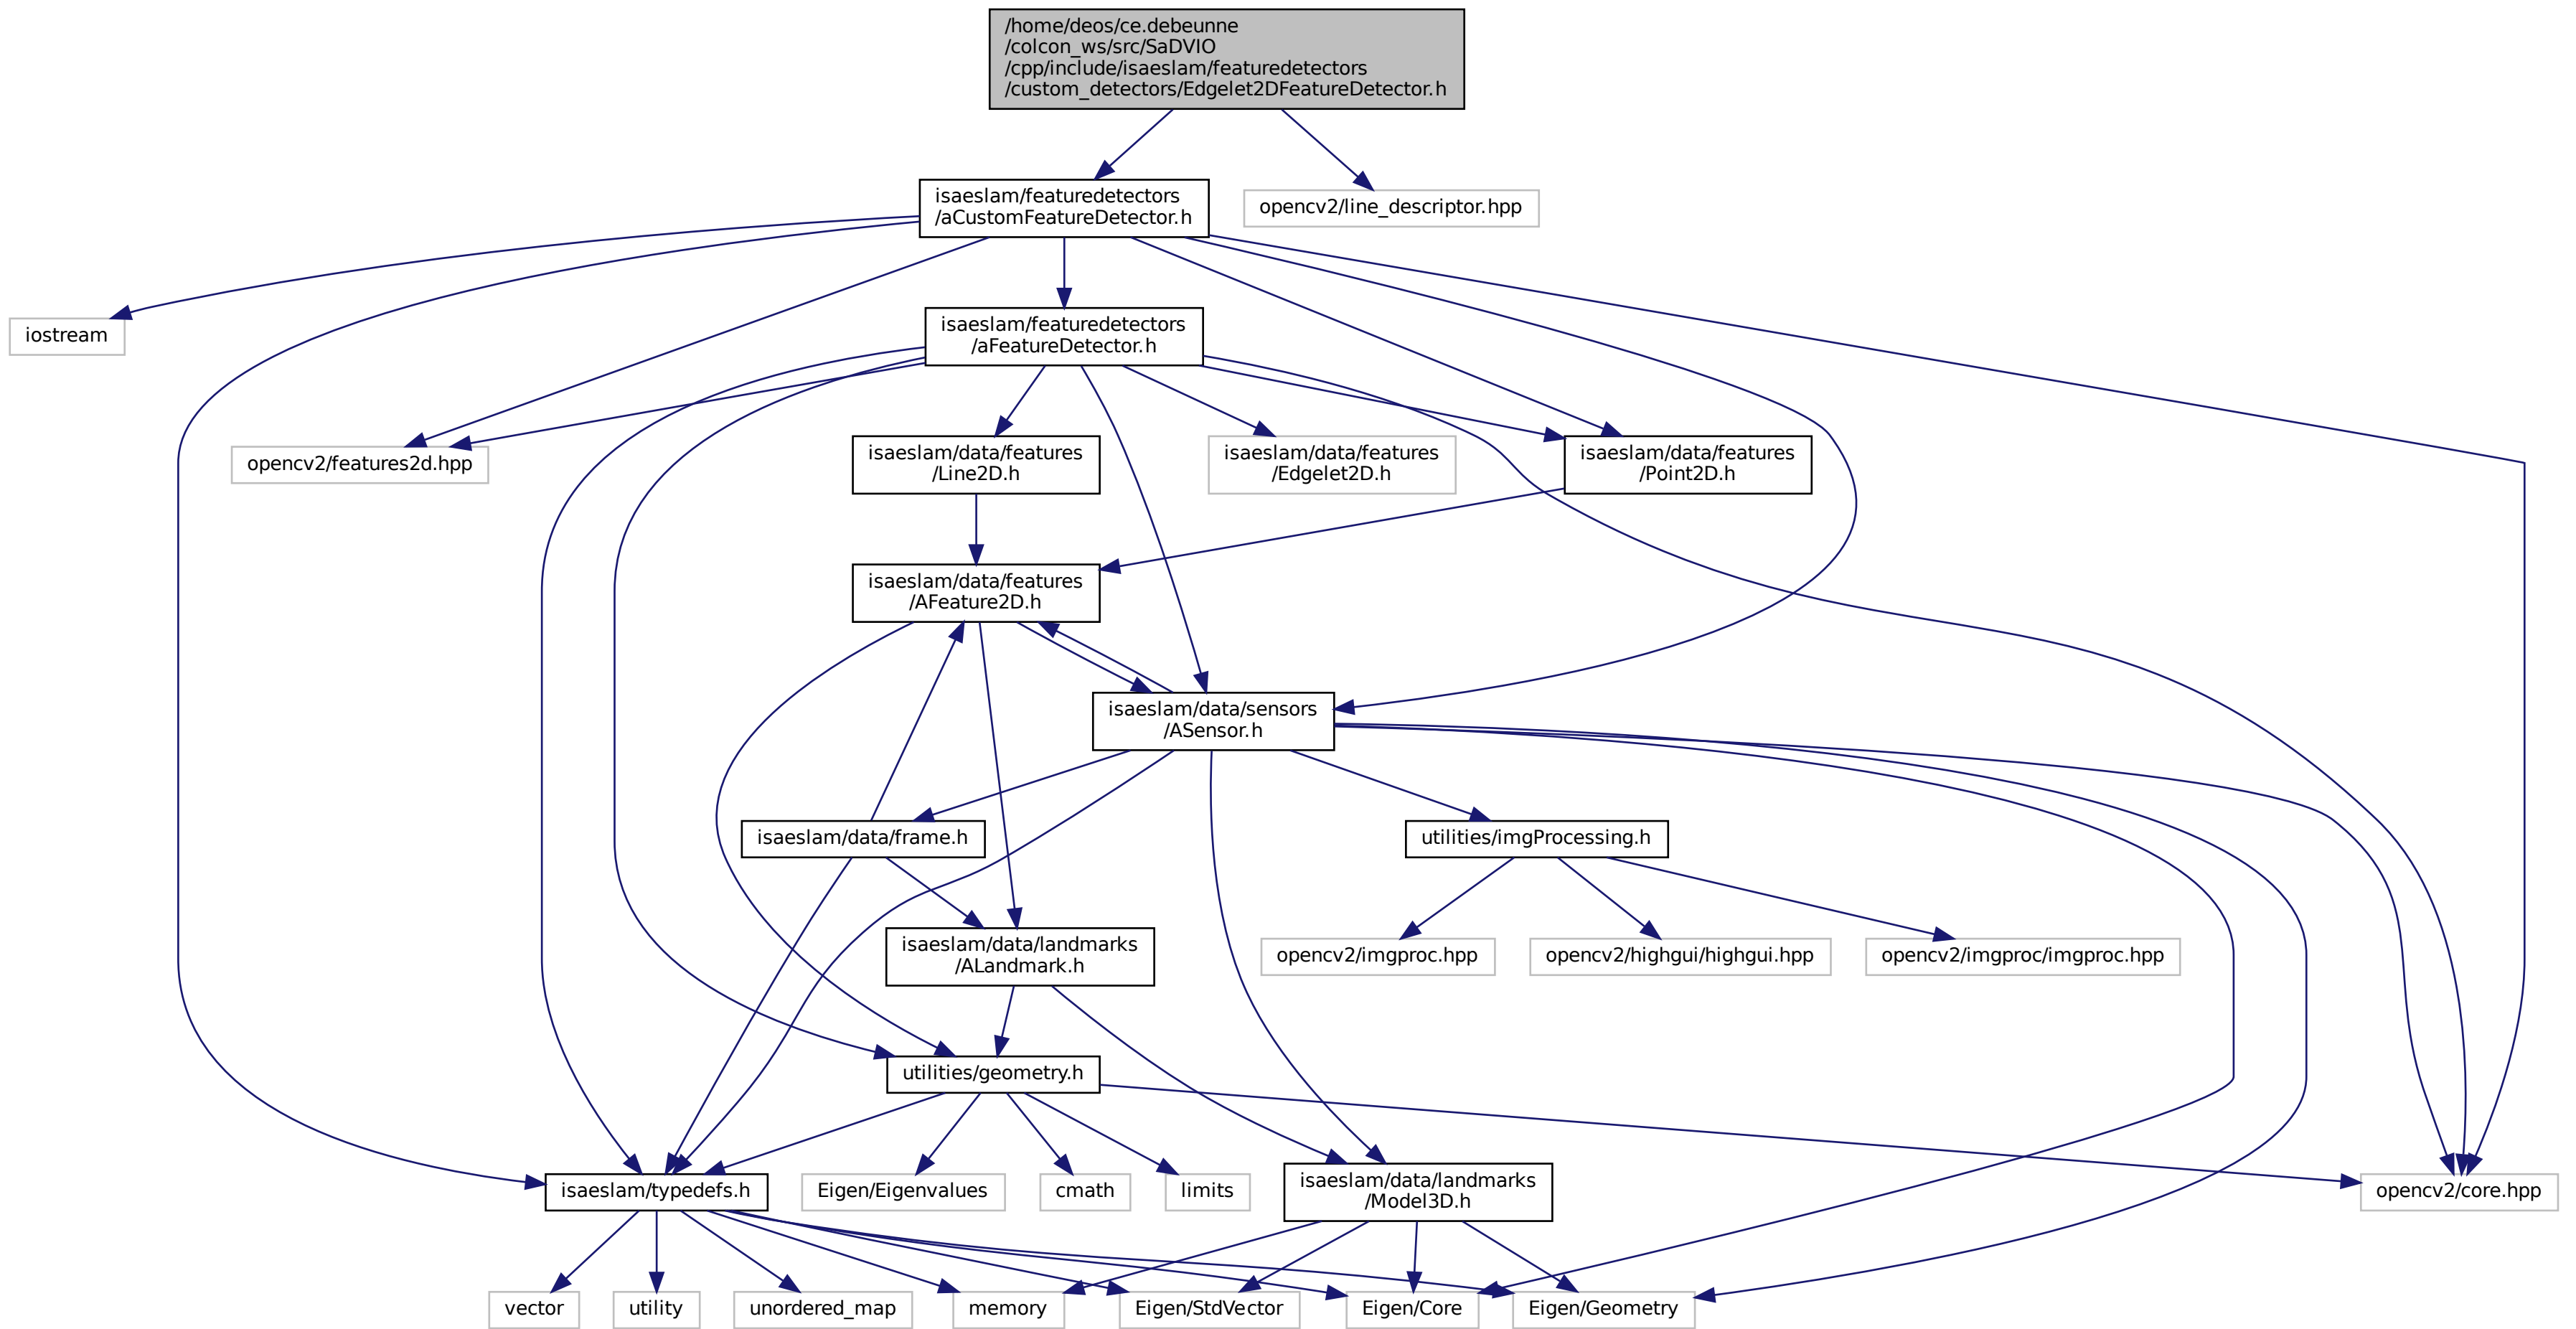 /home/deos/ce.debeunne
/colcon_ws/src/SaDVIO
/cpp/include/isaeslam/featuredetectors
/custom_detectors/Edgelet2DFeatureDetector.h
isaeslam/featuredetectors
/aCustomFeatureDetector.h
opencv2/line_descriptor.hpp
iostream
isaeslam/featuredetectors
/aFeatureDetector.h
opencv2/features2d.hpp
isaeslam/data/features
/Line2D.h
isaeslam/data/features
/Edgelet2D.h
isaeslam/data/features
/Point2D.h
isaeslam/data/features
/AFeature2D.h
isaeslam/data/sensors
/ASensor.h
isaeslam/data/frame.h
utilities/imgProcessing.h
isaeslam/data/landmarks
/ALandmark.h
opencv2/imgproc.hpp
opencv2/highgui/highgui.hpp
opencv2/imgproc/imgproc.hpp
utilities/geometry.h
isaeslam/typedefs.h
Eigen/Eigenvalues
cmath
limits
isaeslam/data/landmarks
/Model3D.h
opencv2/core.hpp
vector
utility
unordered_map
memory
Eigen/StdVector
Eigen/Core
Eigen/Geometry